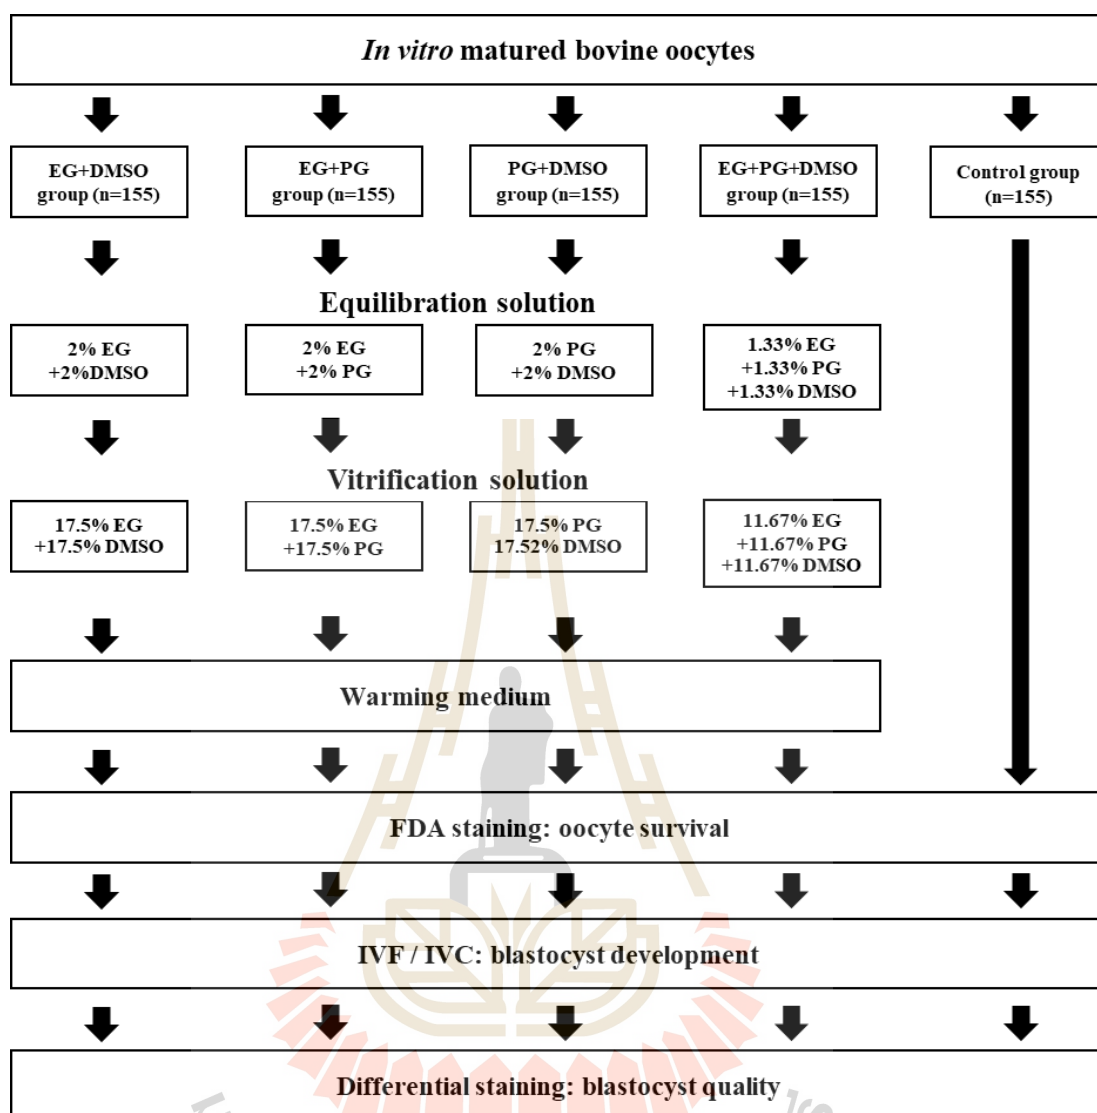 In vitro matured bovine oocytes
EG+DMSO
group (n=155)
EG+PG
group (n=155)
PG+DMSO
group (n=155)
EG+PG+DMSO
group (n=155)
Control group
(n=155)
Equilibration solution
2% EG
+2%DMSO
2% EG
+2% PG
2% PG
+2% DMSO
1.33% EG
+1.33% PG
+1.33% DMSO
Vitrification solution
17.5% EG
+17.5% DMSO
17.5% EG
+17.5% PG
17.5% PG
17.52% DMSO
11.67% EG
+11.67% PG
+11.67% DMSO
Warming medium
FDA staining: oocyte survival
IVF / IVC: blastocyst development
Differential staining: blastocyst quality